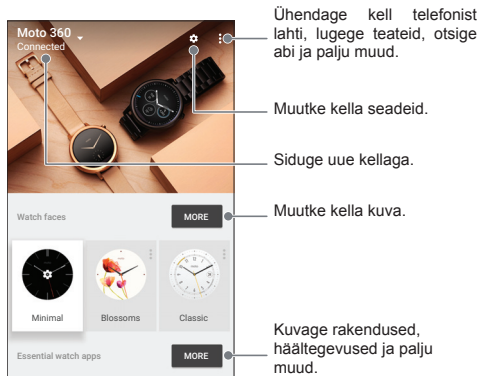 Moto 360
Connected
Ühendage kell telefonist
lahti, lugege teateid, otsige
abi ja palju muud.
Muutke kella seadeid.
Siduge uue kellaga.
Watch faces
MORE
Muutke kella kuva.
Minimal
Blossoms
Classic
Essential watch apps
MORE
Kuvage rakendused,
häältegevused ja palju
muud.